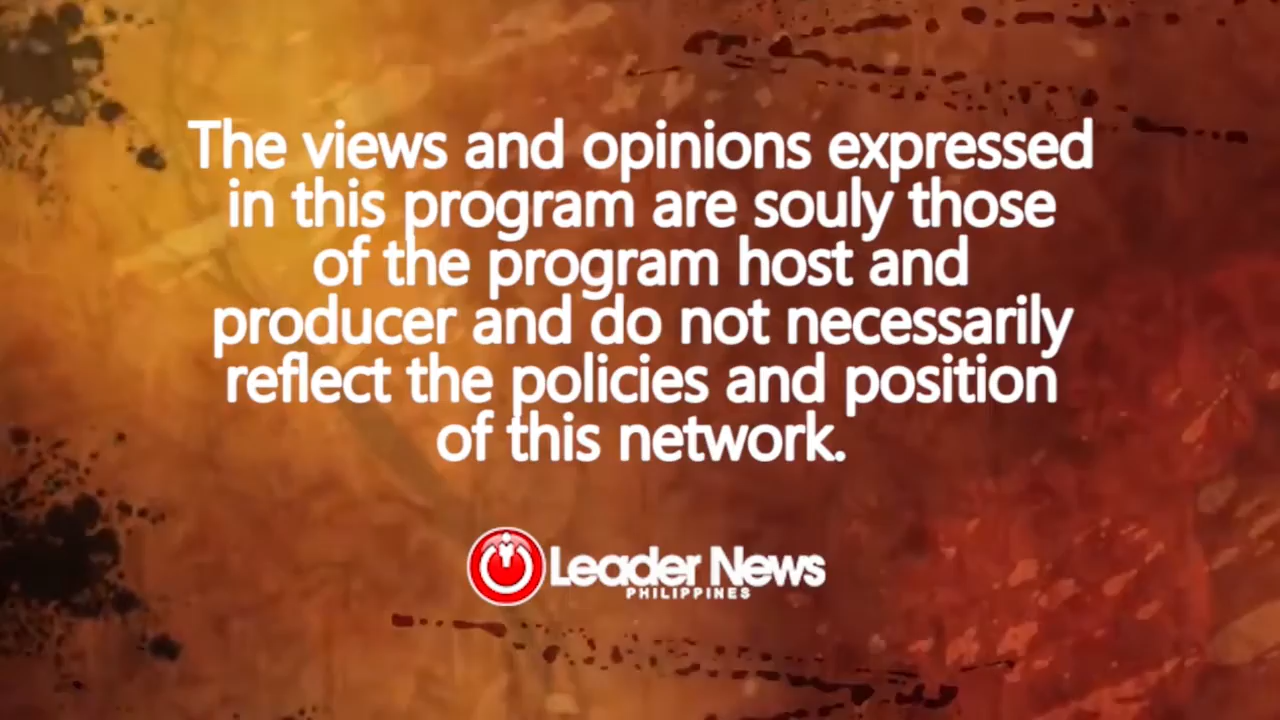 The views and opinions expressed
in this program are souly those
of the program host and
producer and do not necessarily
reflect the policies and position
of this network.
Leader News
PHILIPPINES